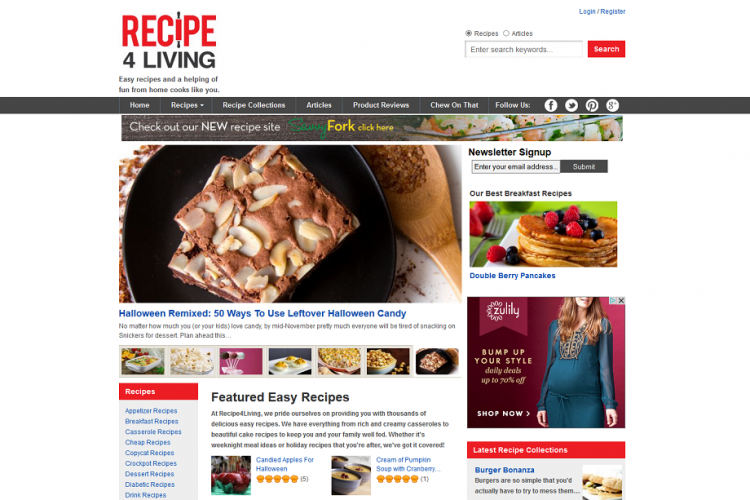 Login / Register
RECIPE
4 LIVING
Easy recipes and a helping of
fun from home cooks like you.
Recipes Articles
Enter search keywords...
Search
Home Recipes Recipe Collections Articles Product Reviews Chew On That Follow Us:
Check out our NEW recipe site SavvyFork click here
Newsletter Signup
Enter your email address...
Submit
Our Best Breakfast Recipes
Double Berry Pancakes
Halloween Remixed: 50 Ways To Use Leftover Halloween Candy
No matter how much you (or your kids) love candy, by mid-November pretty much everyone will be tired of snacking on
Snickers for dessert. Plan ahead this...
zulily
BUMP UP
YOUR STYLE
daily deals
up to 70% off
SHOP NOW >
Recipes
Appetizer Recipes
Breakfast Recipes
Casserole Recipes
Cheap Recipes
Copycat Recipes
Crockpot Recipes
Dessert Recipes
Diabetic Recipes
Drink Recipes
Featured Easy Recipes
At Recipe4Living, we pride ourselves on providing you with thousands of
delicious easy recipes. We have everything from rich and creamy casseroles to
beautiful cake recipes to keep you and your family well fed. Whether it's
weeknight meal ideas or holiday recipes that you're after, we've got it covered!
Candied Apples For
Halloween
(5)
Cream of Pumpkin
Soup with Cranberry...
(1)
Latest Recipe Collections
Burger Bonanza
Burgers are so simple that you'd
actually have to try to mess them...